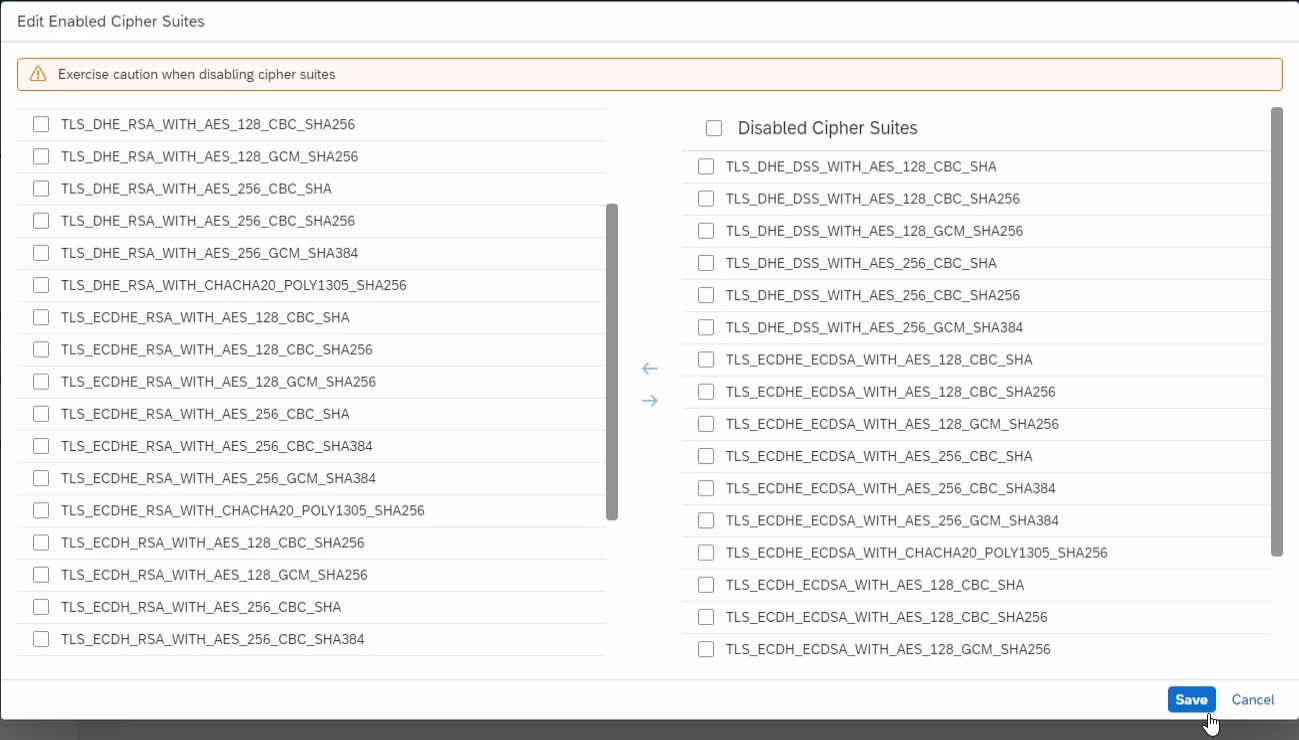 Edit Enabled Cipher Suites
Exercise caution when disabling cipher suites
TLS_DHE_RSA_WITH_AES_128_CBC_SHA256
TLS_DHE_RSA_WITH_AES_128_GCM_SHA256
TLS_DHE_RSA_WITH_AES_256_CBC_SHA
TLS_DHE_RSA_WITH_AES_256_CBC_SHA256
TLS_DHE_RSA_WITH_AES_256_GCM_SHA384
TLS_DHE_RSA_WITH_CHACHA20_POLY1305_SHA256
TLS_ECDHE_RSA_WITH_AES_128_CBC_SHA
TLS_ECDHE_RSA_WITH_AES_128_CBC_SHA256
TLS_ECDHE_RSA_WITH_AES_128_GCM_SHA256
TLS_ECDHE_RSA_WITH_AES_256_CBC_SHA
TLS_ECDHE_RSA_WITH_AES_256_CBC_SHA384
TLS_ECDHE_RSA_WITH_AES_256_GCM_SHA384
TLS_ECDHE_RSA_WITH_CHACHA20_POLY1305_SHA256
TLS_ECDH_RSA_WITH_AES_128_CBC_SHA256
TLS_ECDH_RSA_WITH_AES_128_GCM_SHA256
TLS_ECDH_RSA_WITH_AES_256_CBC_SHA
TLS_ECDH_RSA_WITH_AES_256_CBC_SHA384
Disabled Cipher Suites
TLS_DHE_DSS_WITH_AES_128_CBC_SHA
TLS_DHE_DSS_WITH_AES_128_CBC_SHA256
TLS_DHE_DSS_WITH_AES_128_GCM_SHA256
TLS_DHE_DSS_WITH_AES_256_CBC_SHA
TLS_DHE_DSS_WITH_AES_256_CBC_SHA256
TLS_DHE_DSS_WITH_AES_256_GCM_SHA384
TLS_ECDHE_ECDSA_WITH_AES_128_CBC_SHA
TLS_ECDHE_ECDSA_WITH_AES_128_CBC_SHA256
TLS_ECDHE_ECDSA_WITH_AES_128_GCM_SHA256
TLS_ECDHE_ECDSA_WITH_AES_256_CBC_SHA
TLS_ECDHE_ECDSA_WITH_AES_256_CBC_SHA384
TLS_ECDHE_ECDSA_WITH_AES_256_GCM_SHA384
TLS_ECDHE_ECDSA_WITH_CHACHA20_POLY1305_SHA256
TLS_ECDH_ECDSA_WITH_AES_128_CBC_SHA
TLS_ECDH_ECDSA_WITH_AES_128_CBC_SHA256
TLS_ECDH_ECDSA_WITH_AES_128_GCM_SHA256
Save
Cancel